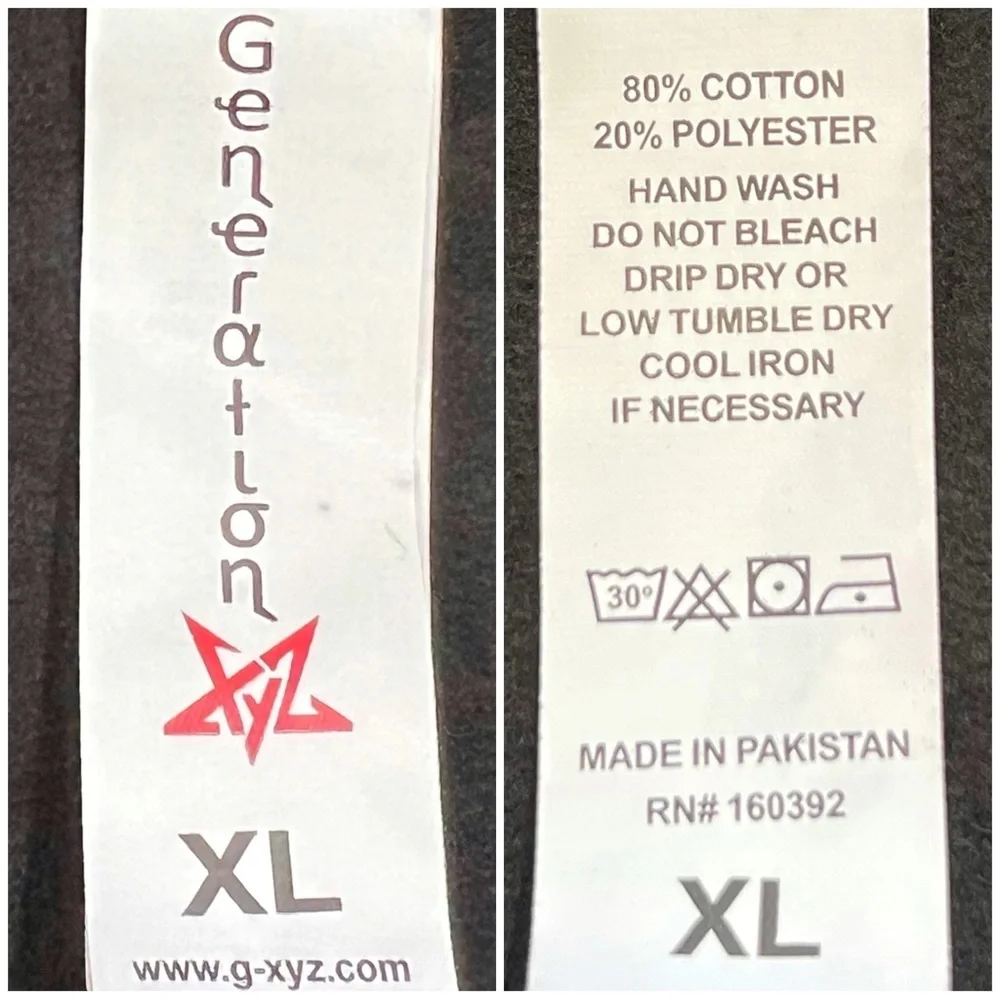 Generation
XYZ
XL
www.g-xyz.com
80% COTTON
20% POLYESTER
HAND WASH
DO NOT BLEACH
DRIP DRY OR
LOW TUMBLE DRY
COOL IRON
IF NECESSARY
30°
MADE IN PAKISTAN
RN# 160392
XL